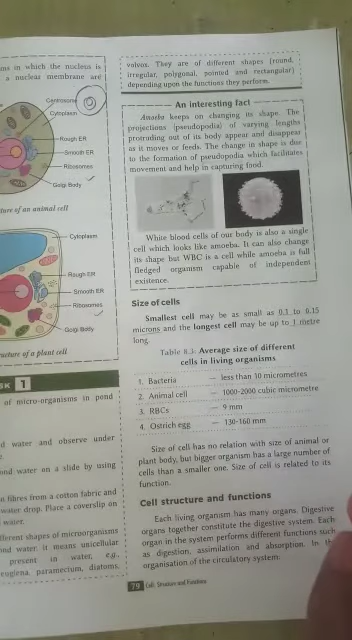 ms in which the nucleus is
a nucleus membrane are
Centrosome
Cytoplasm
Rough ER
Smooth ER
Ribosomes
Golgi Body
ture of an animal cell
Cytoplasm
Rough ER
Smooth ER
Ribosomes
Golgi Body
ructure of a plant cell
SK 1
of micro-organisms in pond
d water and observe under
ond water on a slide by using
n fibres from a cotton fabric and
water drop. Place a coverslip on
water.
fferent shapes of microorganisms
ond water; it means unicellular
present in water, e.g.,
euglena, paramecium, diatoms,
volvox. They are of different shapes (round,
irregular, polygonal, pointed and rectangular)
depending upon the functions they perform.
An interesting fact
Amoeba keeps on changing its shape. The
projections (pseudopodia) of varying lengths
protruding out of its body appear and disappear
as it moves or feeds. The change in shape is due
to the formation of pseudopodia which facilitates
movement and help in capturing food.
White blood cells of our body is also a single
cell which looks like amoeba. It can also change
its shape but WBC is a cell while amoeba is full
fledged organism capable of independent
existence.
Size of cells
Smallest cell may be as small as 0.1 to 0.15
microns and the longest cell may be up to 1 metre
long.
Table 8.3: Average size of different
cells in living organisms
1. Bacteria — less than 10 micrometres
2. Animal cell — 1000-2000 cubic micrometre
3. RBCs — 9 mm
4. Ostrich egg — 130-160 mm
Size of cell has no relation with size of animal or
plant body, but bigger organism has a large number of
cells than a smaller one. Size of cell is related to its
function.
Cell structure and functions
Each living organism has many organs. Digestive
organs together constitute the digestive system. Each
organ in the system performs different functions such
as digestion, assimilation and absorption. In the
organisation of the circulatory system;
79 Cell: Structure and Functions